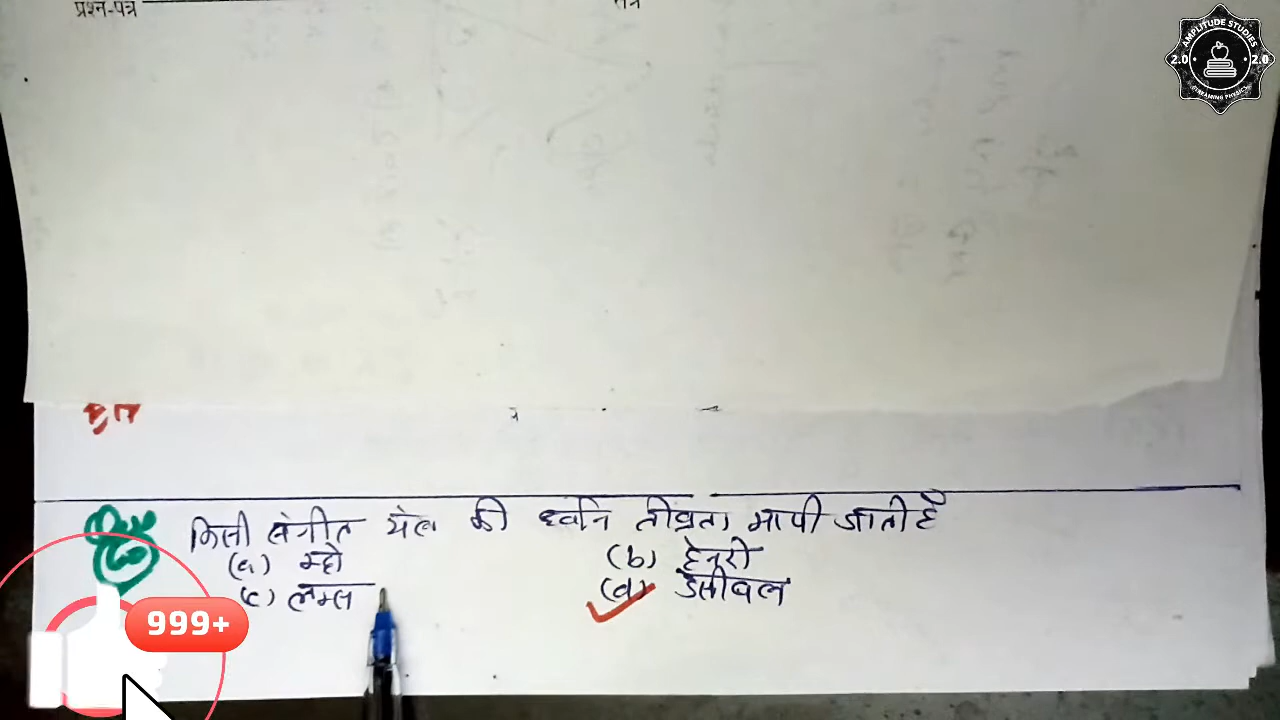 प्रश्न-पत्र
AMPLITUDE STUDIES
2.0 2.0
किसी संगीत यंत्र की ध्वनि तीव्रता मापी जाती है
(a) म्हो (b) हेनरी
(c) लम्स (d) डेसीबल
999+